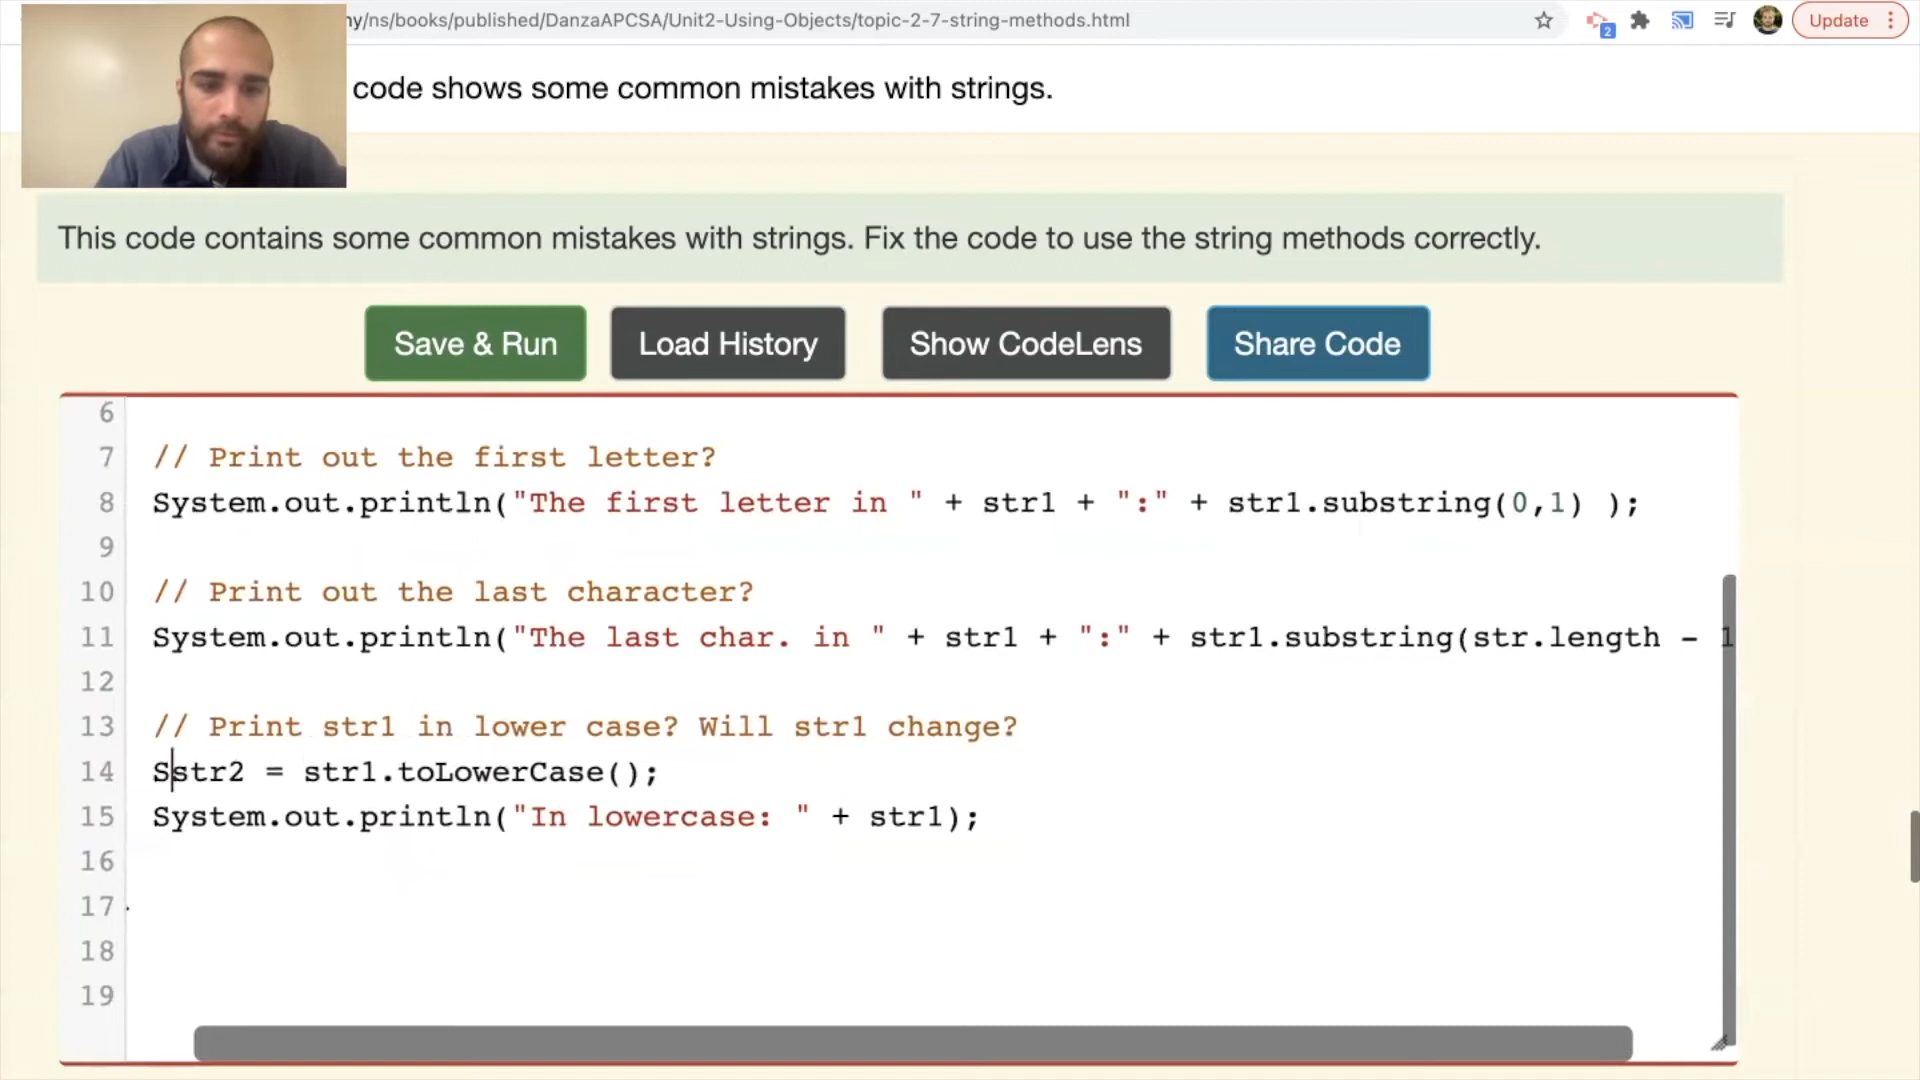 ny/ns/books/published/DanzaAPCSA/Unit2-Using-Objects/topic-2-7-string-methods.html
2
Update
code shows some common mistakes with strings.
This code contains some common mistakes with strings. Fix the code to use the string methods correctly.
Save & Run Load History Show CodeLens Share Code
6
7 // Print out the first letter?
8 System.out.println("The first letter in " + str1 + ":" + str1.substring(0,1) );
9
10 // Print out the last character?
11 System.out.println("The last char. in " + str1 + ":" + str1.substring(str.length - 1
12
13 // Print str1 in lower case? Will str1 change?
14 Sstr2 = str1.toLowerCase();
15 System.out.println("In lowercase: " + str1);
16
17
18
19